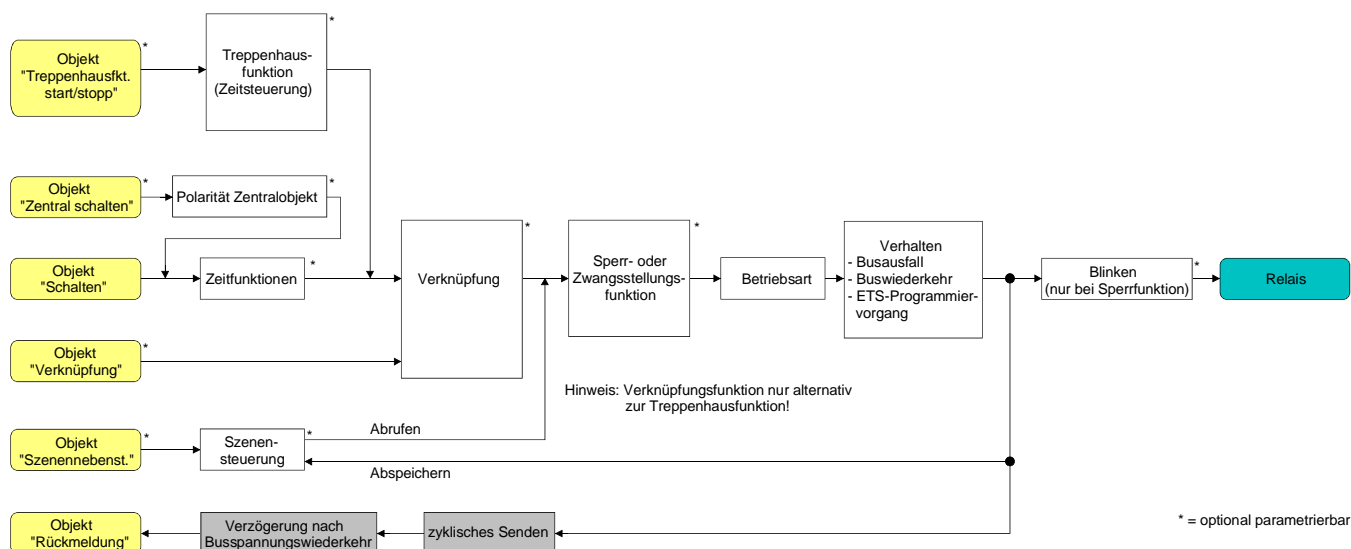 Objekt
"Treppenhausfkt.
start/stopp"
*
Treppenhaus-
funktion
(Zeitsteuerung)
*
Objekt
"Zentral schalten"
*
Polarität Zentralobjekt
*
Objekt
"Schalten"
*
Zeitfunktionen
*
Verknüpfung
*
Sperr- oder
Zwangsstellungs-
funktion
*
Betriebsart
Verhalten
- Busausfall
- Buswiederkehr
- ETS-Programmier-
vorgang
Blinken
(nur bei Sperrfunktion)
*
Relais
Objekt
"Verknüpfung"
*
Hinweis: Verknüpfungsfunktion nur alternativ
zur Treppenhausfunktion!
Objekt
"Szenennebenst."
*
Szenen-
steuerung
*
Abrufen
Abspeichern
Objekt
"Rückmeldung"
Verzögerung nach
Busspannungswiederkehr
zyklisches Senden
* = optional parametrierbar